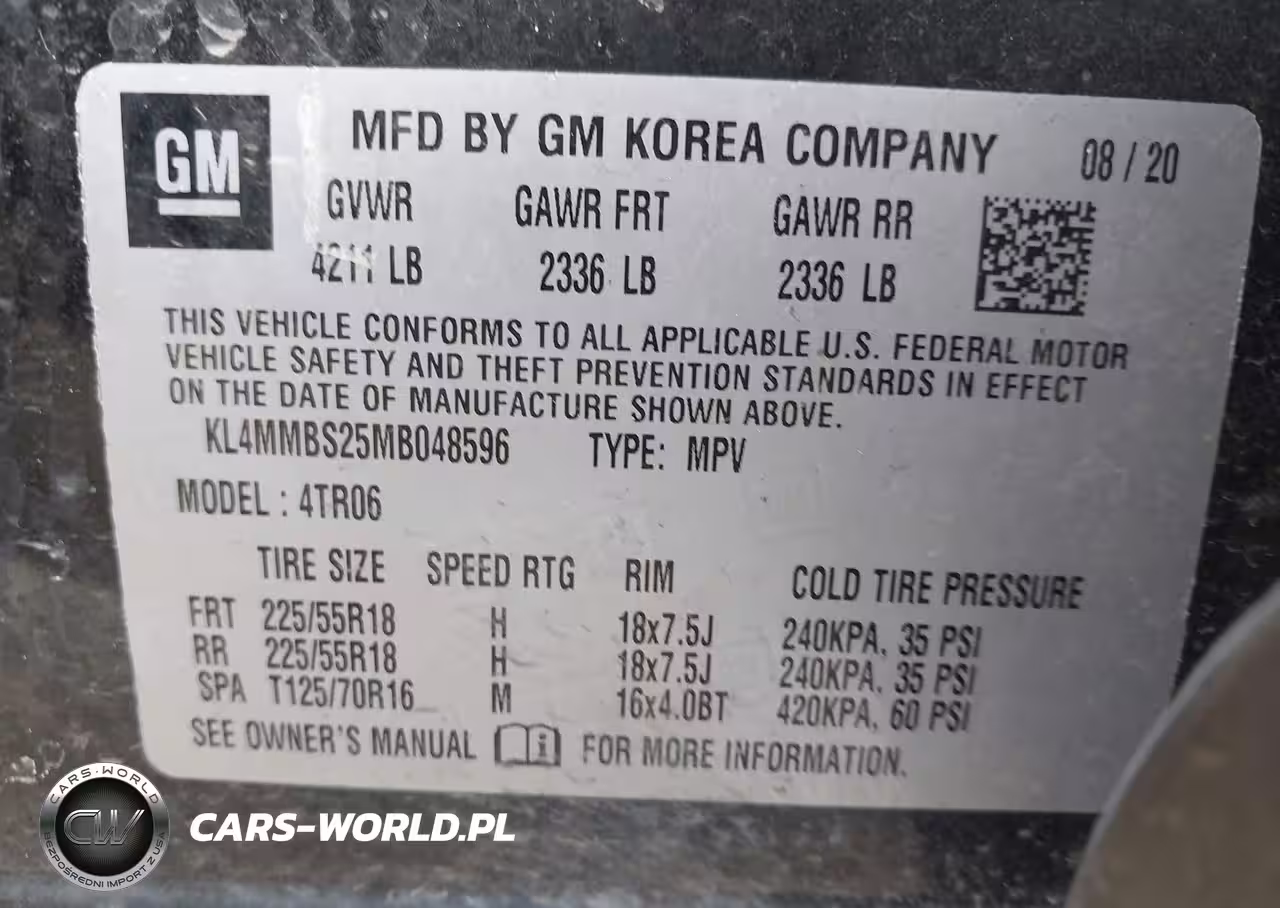 GM
MFD BY GM KOREA COMPANY 08 / 20
GVWR GAWR FRT GAWR RR
4211 LB 2336 LB 2336 LB
THIS VEHICLE CONFORMS TO ALL APPLICABLE U.S. FEDERAL MOTOR
VEHICLE SAFETY AND THEFT PREVENTION STANDARDS IN EFFECT
ON THE DATE OF MANUFACTURE SHOWN ABOVE.
KL4MMBS25MB048596 TYPE: MPV
MODEL : 4TR06
TIRE SIZE SPEED RTG RIM COLD TIRE PRESSURE
FRT 225/55R18 H 18x7.5J 240KPA, 35 PSI
RR 225/55R18 H 18x7.5J 240KPA, 35 PSI
SPA T125/70R16 M 16x4.0BT 420KPA, 60 PSI
SEE OWNER'S MANUAL i FOR MORE INFORMATION.
CARS-WORLD
CW
BEZPOŚREDNI IMPORT Z USA
CARS-WORLD.PL